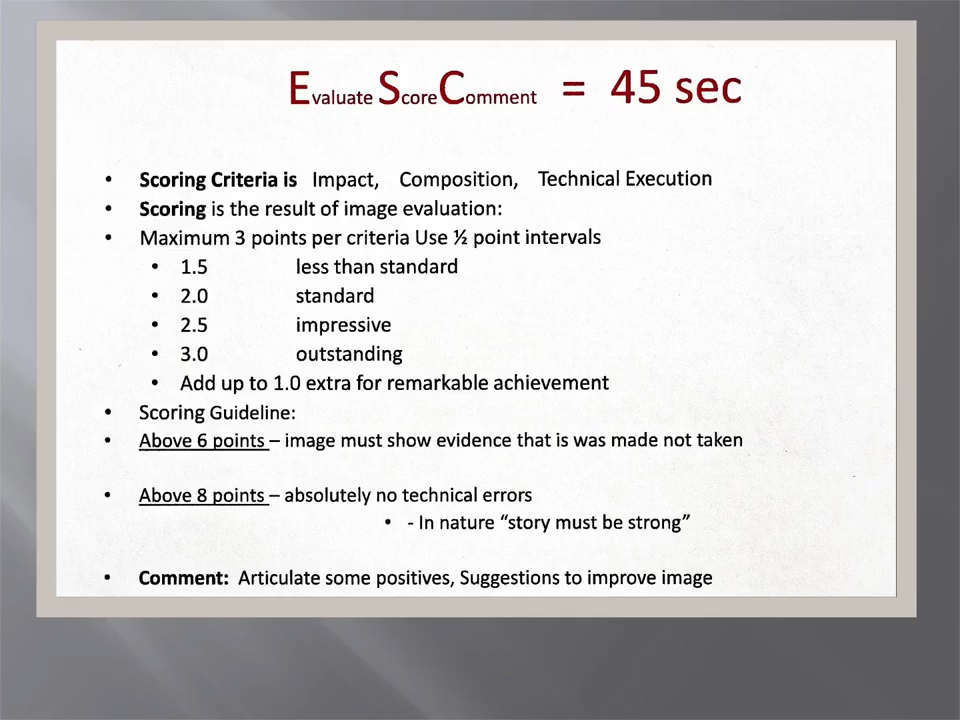 Evaluate ScoreComment = 45 sec
• Scoring Criteria is Impact, Composition, Technical Execution
• Scoring is the result of image evaluation:
• Maximum 3 points per criteria Use ½ point intervals
• 1.5 less than standard
• 2.0 standard
• 2.5 impressive
• 3.0 outstanding
• Add up to 1.0 extra for remarkable achievement
• Scoring Guideline:
• Above 6 points – image must show evidence that is was made not taken
• Above 8 points – absolutely no technical errors
• - In nature “story must be strong”
• Comment: Articulate some positives, Suggestions to improve image